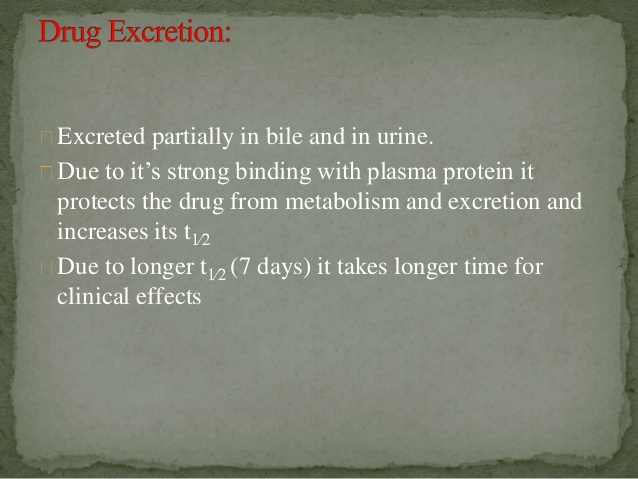 Drug Excretion:
Excreted partially in bile and in urine.
Due to it’s strong binding with plasma protein it
protects the drug from metabolism and excretion and
increases its t1⁄2
Due to longer t1⁄2 (7 days) it takes longer time for
clinical effects